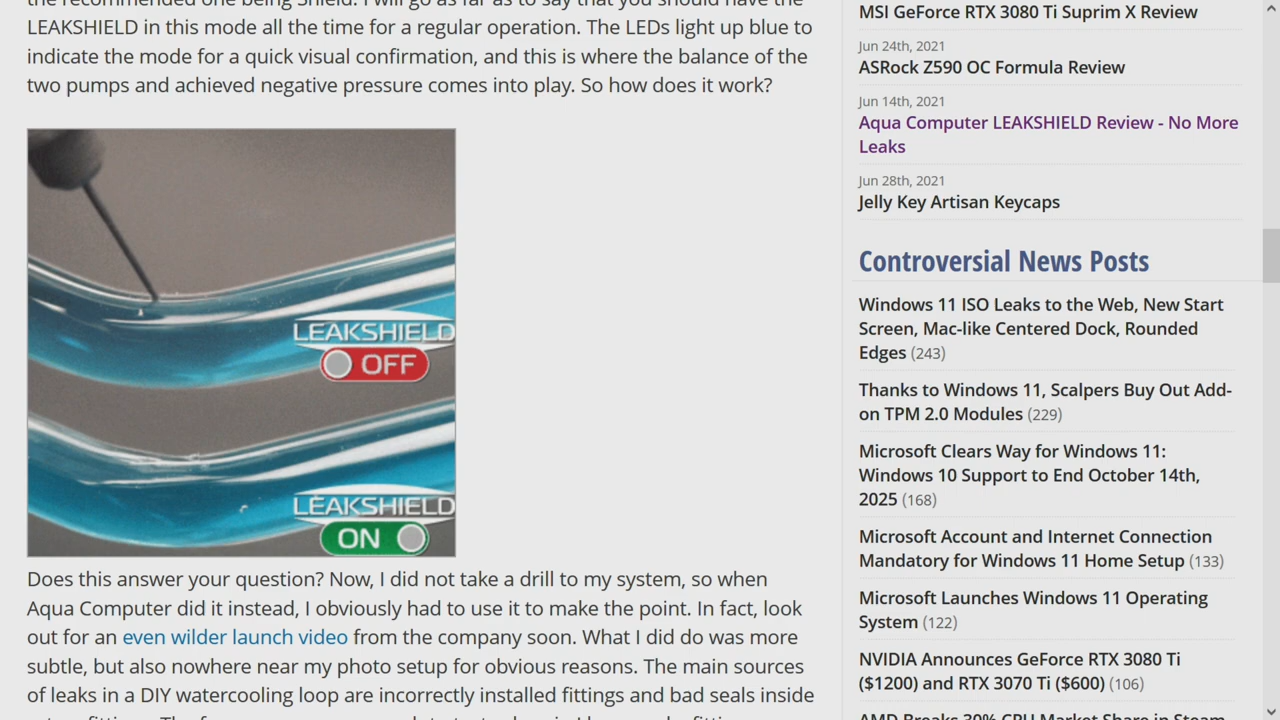 the recommended one being Shield. I will go as far as to say that you should have the
LEAKSHIELD in this mode all the time for a regular operation. The LEDs light up blue to
indicate the mode for a quick visual confirmation, and this is where the balance of the
two pumps and achieved negative pressure comes into play. So how does it work?
LEAKSHIELD
OFF
LEAKSHIELD
ON
Does this answer your question? Now, I did not take a drill to my system, so when
Aqua Computer did it instead, I obviously had to use it to make the point. In fact, look
out for an even wilder launch video from the company soon. What I did do was more
subtle, but also nowhere near my photo setup for obvious reasons. The main sources
of leaks in a DIY watercooling loop are incorrectly installed fittings and bad seals inside
MSI GeForce RTX 3080 Ti Suprim X Review
Jun 24th, 2021
ASRock Z590 OC Formula Review
Jun 14th, 2021
Aqua Computer LEAKSHIELD Review - No More
Leaks
Jun 28th, 2021
Jelly Key Artisan Keycaps
Controversial News Posts
Windows 11 ISO Leaks to the Web, New Start
Screen, Mac-like Centered Dock, Rounded
Edges (243)
Thanks to Windows 11, Scalpers Buy Out Add-
on TPM 2.0 Modules (229)
Microsoft Clears Way for Windows 11:
Windows 10 Support to End October 14th,
2025 (168)
Microsoft Account and Internet Connection
Mandatory for Windows 11 Home Setup (133)
Microsoft Launches Windows 11 Operating
System (122)
NVIDIA Announces GeForce RTX 3080 Ti
($1200) and RTX 3070 Ti ($600) (106)
AMD Breaks 30% CPU Market Share in Steam